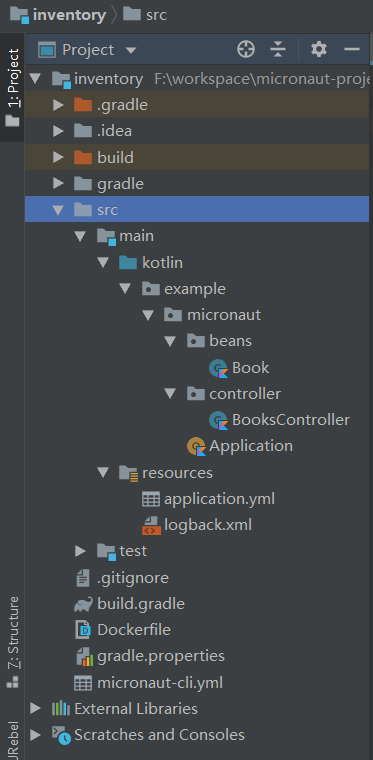 inventory src
Project
inventory F:\workspace\micronaut-proj
.gradle
.idea
build
gradle
src
main
kotlin
example
micronaut
beans
Book
controller
BooksController
Application
resources
application.yml
logback.xml
test
.gitignore
build.gradle
Dockerfile
gradle.properties
micronaut-cli.yml
External Libraries
Scratches and Consoles
1: Project
7: Structure
JRebel